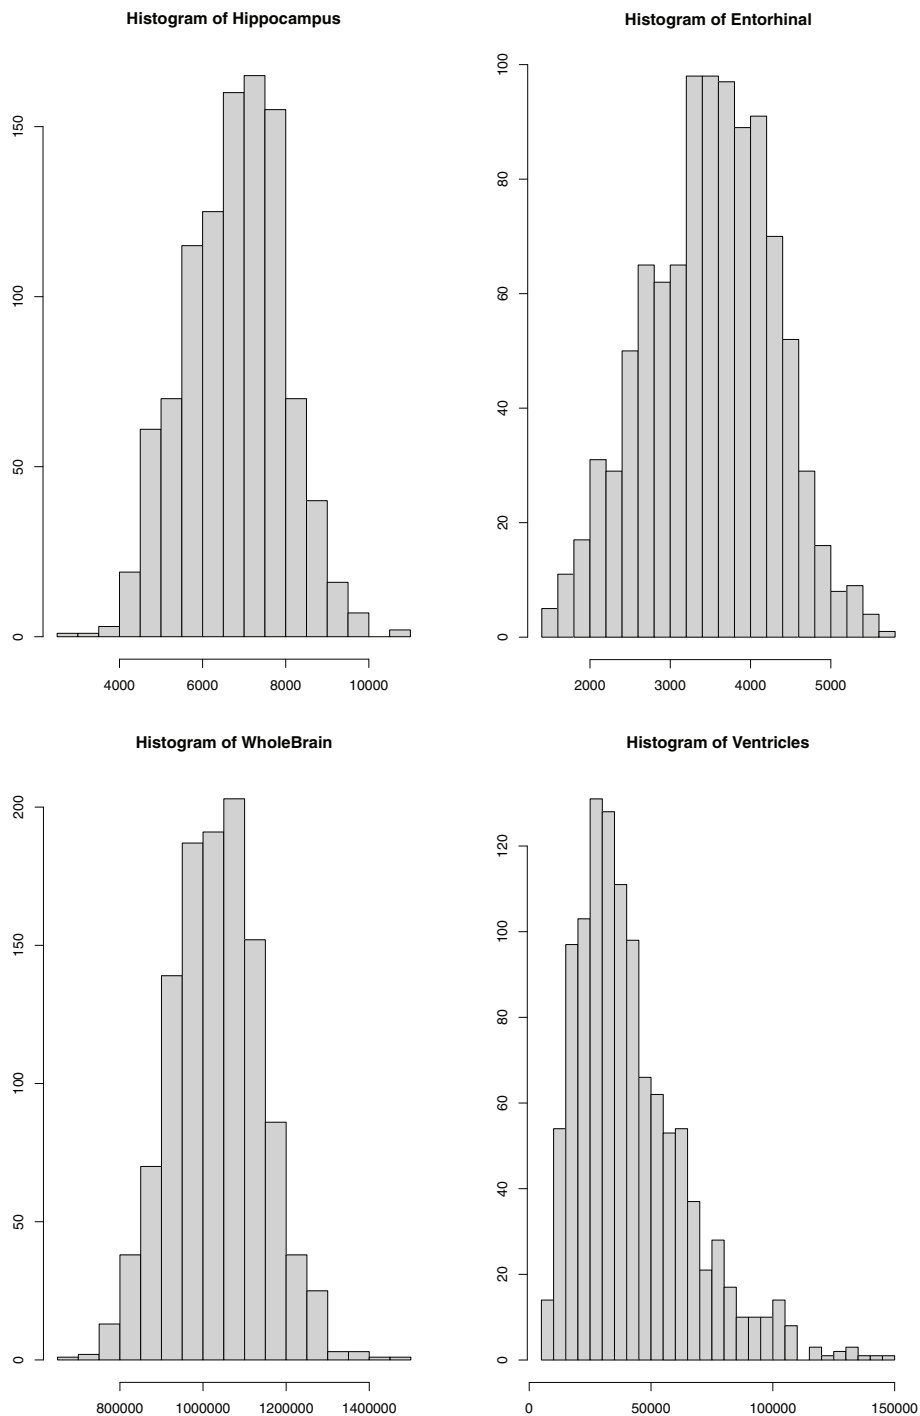 Histogram of Hippocampus
150
100
50
0
4000 6000 8000 10000
Histogram of Entorhinal
100
80
60
40
20
0
2000 3000 4000 5000
Histogram of WholeBrain
200
150
100
50
0
800000 1000000 1200000 1400000
Histogram of Ventricles
120
100
80
60
40
20
0
0 50000 100000 150000